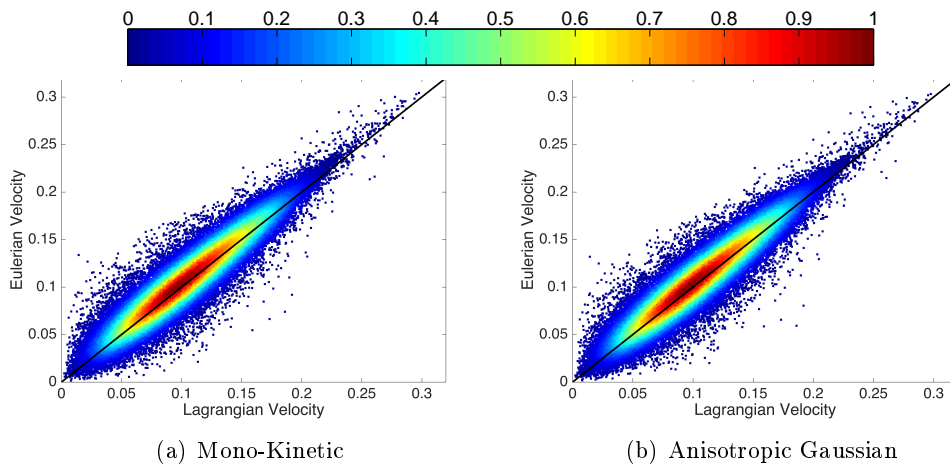 0 0.1 0.2 0.3 0.4 0.5 0.6 0.7 0.8 0.9 1
0.3
0.25
0.2
0.15
0.1
0.05
0
Eulerian Velocity
0 0.05 0.1 0.15 0.2 0.25 0.3
Lagrangian Velocity
(a) Mono-Kinetic
0.3
0.25
0.2
0.15
0.1
0.05
0
Eulerian Velocity
0 0.05 0.1 0.15 0.2 0.25 0.3
Lagrangian Velocity
(b) Anisotropic Gaussian